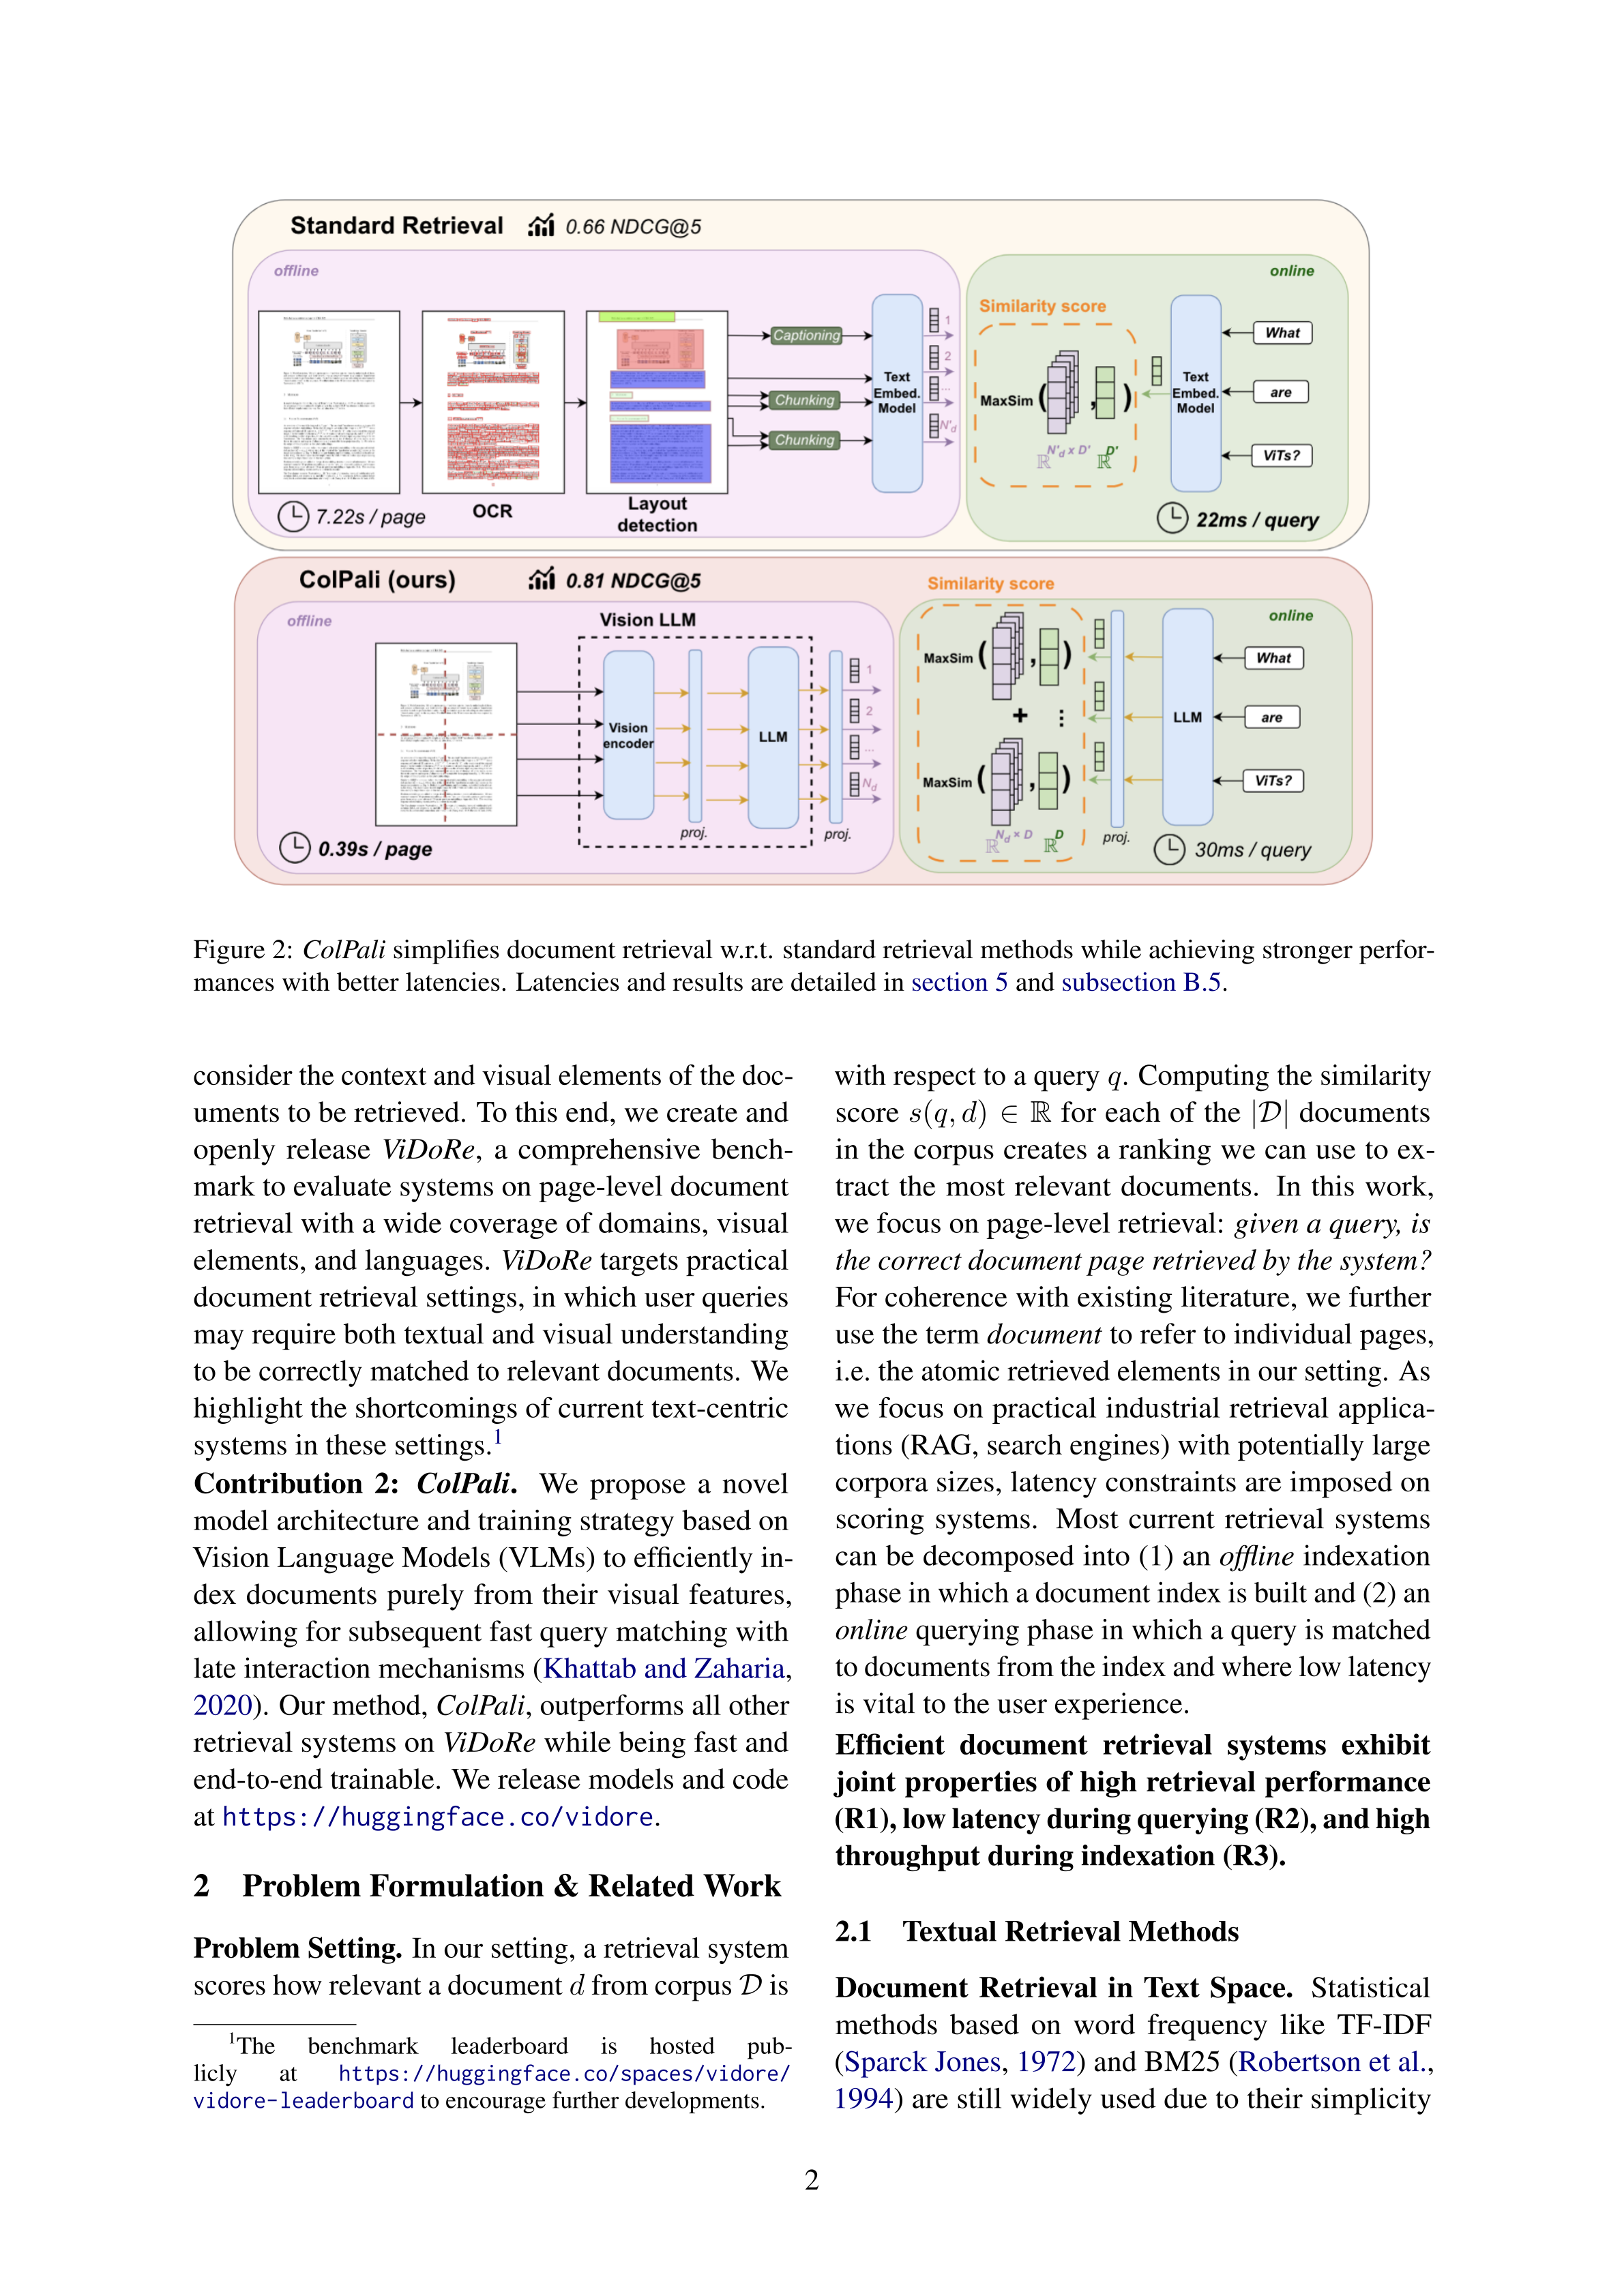 Standard Retrieval 0.66 NDCG@5
offline
Captioning
Chunking
Chunking
Text
Embed.
Model
1
2
...
N'd
7.22s / page
OCR
Layout
detection
online
Similarity score
MaxSim ( , )
ℝ^N'd x D' ℝ^D'
Text
Embed.
Model
What
are
ViTs?
22ms / query
ColPali (ours) 0.81 NDCG@5
offline
Vision LLM
Vision
encoder
proj.
LLM
proj.
1
2
...
Nd
0.39s / page
Similarity score
online
MaxSim ( , )
+ ⋮
MaxSim ( , )
ℝ^Nd × D ℝ^D
proj.
LLM
What
are
ViTs?
30ms / query
Figure 2: ColPali simplifies document retrieval w.r.t. standard retrieval methods while achieving stronger perfor-
mances with better latencies. Latencies and results are detailed in section 5 and subsection B.5.
consider the context and visual elements of the doc-
uments to be retrieved. To this end, we create and
openly release ViDoRe, a comprehensive bench-
mark to evaluate systems on page-level document
retrieval with a wide coverage of domains, visual
elements, and languages. ViDoRe targets practical
document retrieval settings, in which user queries
may require both textual and visual understanding
to be correctly matched to relevant documents. We
highlight the shortcomings of current text-centric
systems in these settings.1
Contribution 2: ColPali. We propose a novel
model architecture and training strategy based on
Vision Language Models (VLMs) to efficiently in-
dex documents purely from their visual features,
allowing for subsequent fast query matching with
late interaction mechanisms (Khattab and Zaharia,
2020). Our method, ColPali, outperforms all other
retrieval systems on ViDoRe while being fast and
end-to-end trainable. We release models and code
at https://huggingface.co/vidore.
2 Problem Formulation & Related Work
Problem Setting. In our setting, a retrieval system
scores how relevant a document d from corpus 𝒟 is
1The benchmark leaderboard is hosted pub-
licly at https://huggingface.co/spaces/vidore/
vidore-leaderboard to encourage further developments.
with respect to a query q. Computing the similarity
score s(q, d) ∈ ℝ for each of the |𝒟| documents
in the corpus creates a ranking we can use to ex-
tract the most relevant documents. In this work,
we focus on page-level retrieval: given a query, is
the correct document page retrieved by the system?
For coherence with existing literature, we further
use the term document to refer to individual pages,
i.e. the atomic retrieved elements in our setting. As
we focus on practical industrial retrieval applica-
tions (RAG, search engines) with potentially large
corpora sizes, latency constraints are imposed on
scoring systems. Most current retrieval systems
can be decomposed into (1) an offline indexation
phase in which a document index is built and (2) an
online querying phase in which a query is matched
to documents from the index and where low latency
is vital to the user experience.
Efficient document retrieval systems exhibit
joint properties of high retrieval performance
(R1), low latency during querying (R2), and high
throughput during indexation (R3).
2.1 Textual Retrieval Methods
Document Retrieval in Text Space. Statistical
methods based on word frequency like TF-IDF
(Sparck Jones, 1972) and BM25 (Robertson et al.,
1994) are still widely used due to their simplicity
2